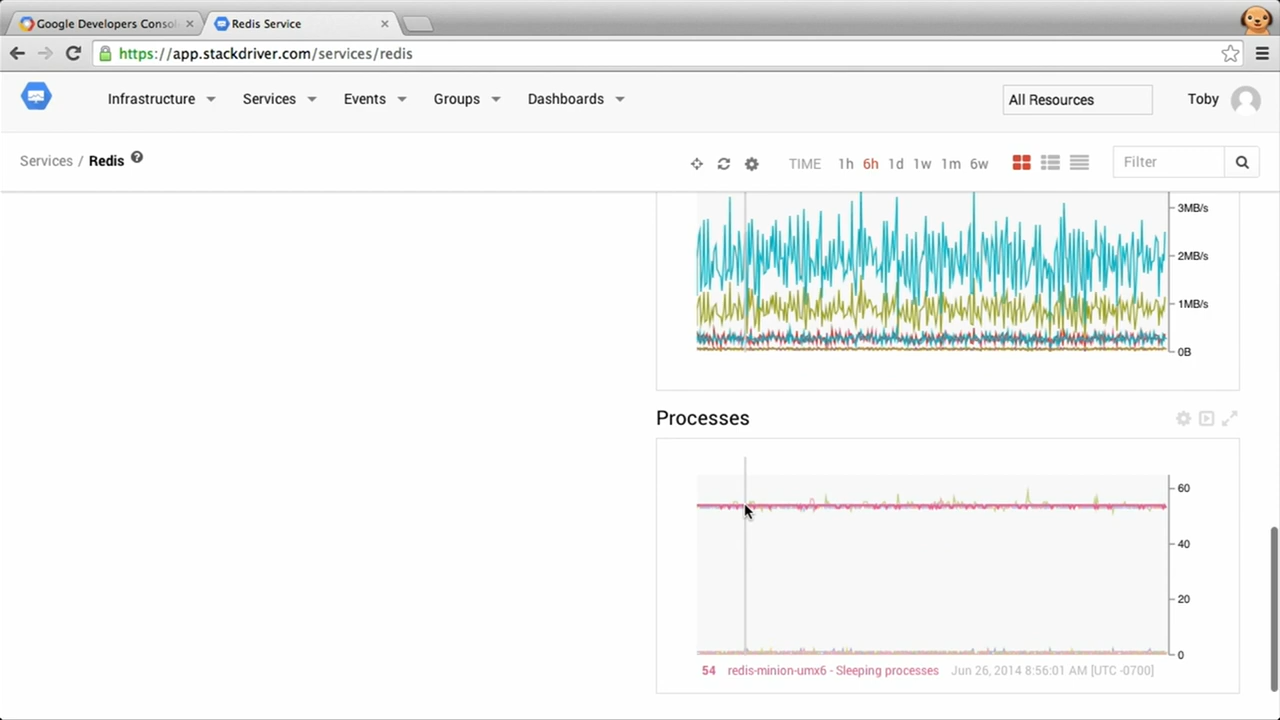 Google Developers Consol
Redis Service
https://app.stackdriver.com/services/redis
Infrastructure Services Events Groups Dashboards All Resources Toby
Services / Redis ? TIME 1h 6h 1d 1w 1m 6w Filter
3MB/s
2MB/s
1MB/s
0B
Processes
60
40
20
0
54 redis-minion-umx6 - Sleeping processes Jun 26, 2014 8:56:01 AM [UTC -0700]